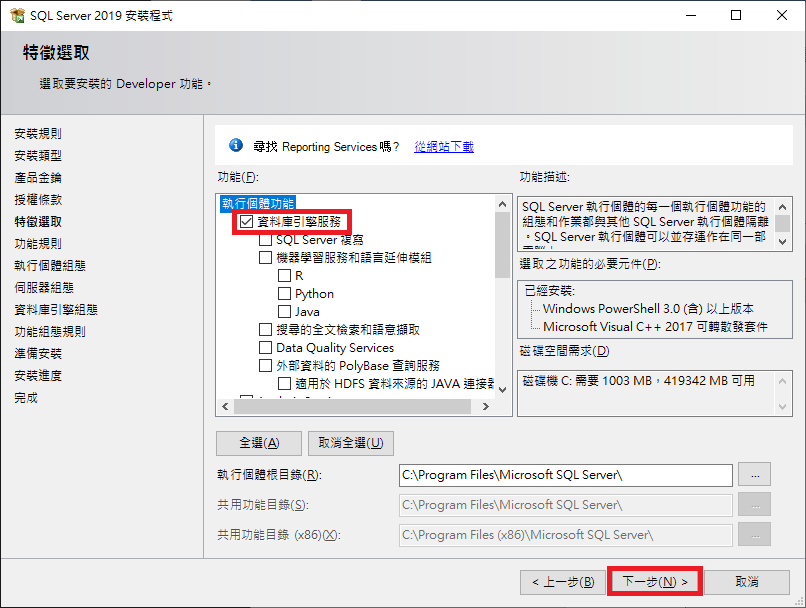 SQL Server 2019 安裝程式
特徵選取
選取要安裝的 Developer 功能。
安裝規則
安裝類型
產品金鑰
授權條款
特徵選取
功能規則
執行個體組態
伺服器組態
資料庫引擎組態
功能組態規則
準備安裝
安裝進度
完成
尋找 Reporting Services 嗎? 從網站下載
功能(F):
執行個體功能
資料庫引擎服務
SQL Server 複寫
機器學習服務和語言延伸模組
R
Python
Java
搜尋的全文檢索和語意擷取
Data Quality Services
外部資料的 PolyBase 查詢服務
適用於 HDFS 資料來源的 JAVA 連接器
功能描述:
SQL Server 執行個體的每一個執行個體功能的
組態和作業都與其他 SQL Server 執行個體隔離
。SQL Server 執行個體可以並存運作在同一部
選取之功能的必要元件(P):
已經安裝:
Windows PowerShell 3.0 (含) 以上版本
Microsoft Visual C++ 2017 可轉散發套件
磁碟空間需求(D)
磁碟機 C: 需要 1003 MB，419342 MB 可用
全選(A)
取消全選(U)
執行個體根目錄(R):
C:\Program Files\Microsoft SQL Server\
...
共用功能目錄(S):
C:\Program Files\Microsoft SQL Server\
...
共用功能目錄 (x86)(X):
C:\Program Files (x86)\Microsoft SQL Server\
...
< 上一步(B)
下一步(N) >
取消